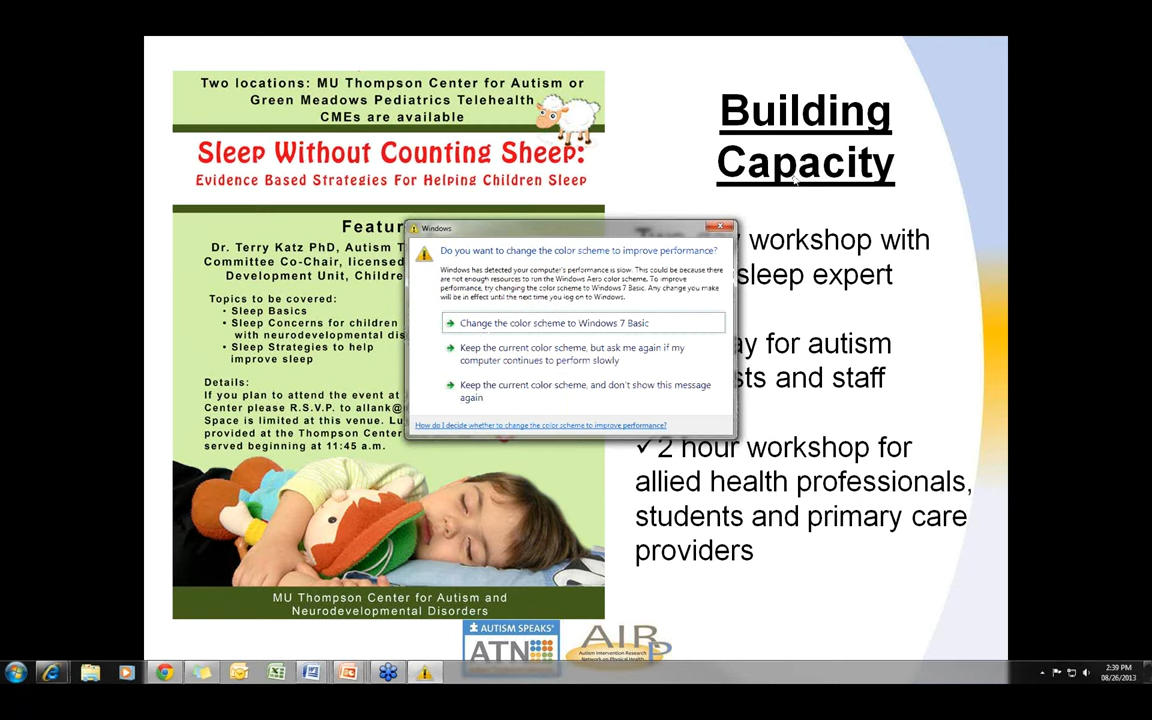 Two locations: MU Thompson Center for Autism or
Green Meadows Pediatrics Telehealth
CMEs are available
Sleep Without Counting Sheep:
Evidence Based Strategies For Helping Children Sleep
Dr. Terry Katz PhD, Autism
Committee Co-Chair, licensed
Development Unit,
Topics to be covered:
• Sleep Basics
• Sleep Concerns for children
with neurodevelopmental
• Sleep Strategies to help
improve sleep
Details:
If you plan to attend the event at
Center please R.S.V.P. to allank@
Space is limited at this venue.
provided at the Thompson Center
served beginning at 11:45 a.m.
MU Thompson Center for Autism and
Neurodevelopmental Disorders
Building
Capacity
workshop with
sleep expert
for autism
and staff
✓2 hour workshop for
allied health professionals,
students and primary care
providers
Windows
Do you want to change the color scheme to improve performance?
Windows has detected your computer's performance is slow. This could be because there
are not enough resources to run the Windows Aero color scheme. To improve
performance, try changing the color scheme to Windows 7 Basic. Any change you make
will be in effect until the next time you log on to Windows.
Change the color scheme to Windows 7 Basic
Keep the current color scheme, but ask me again if my
computer continues to perform slowly
Keep the current color scheme, and don't show this message
again
How do I decide whether to change the color scheme to improve performance?
AUTISM SPEAKS
ATN
AIR
Autism Intervention Research
Network on Physical Health
2:39 PM
08/26/2013